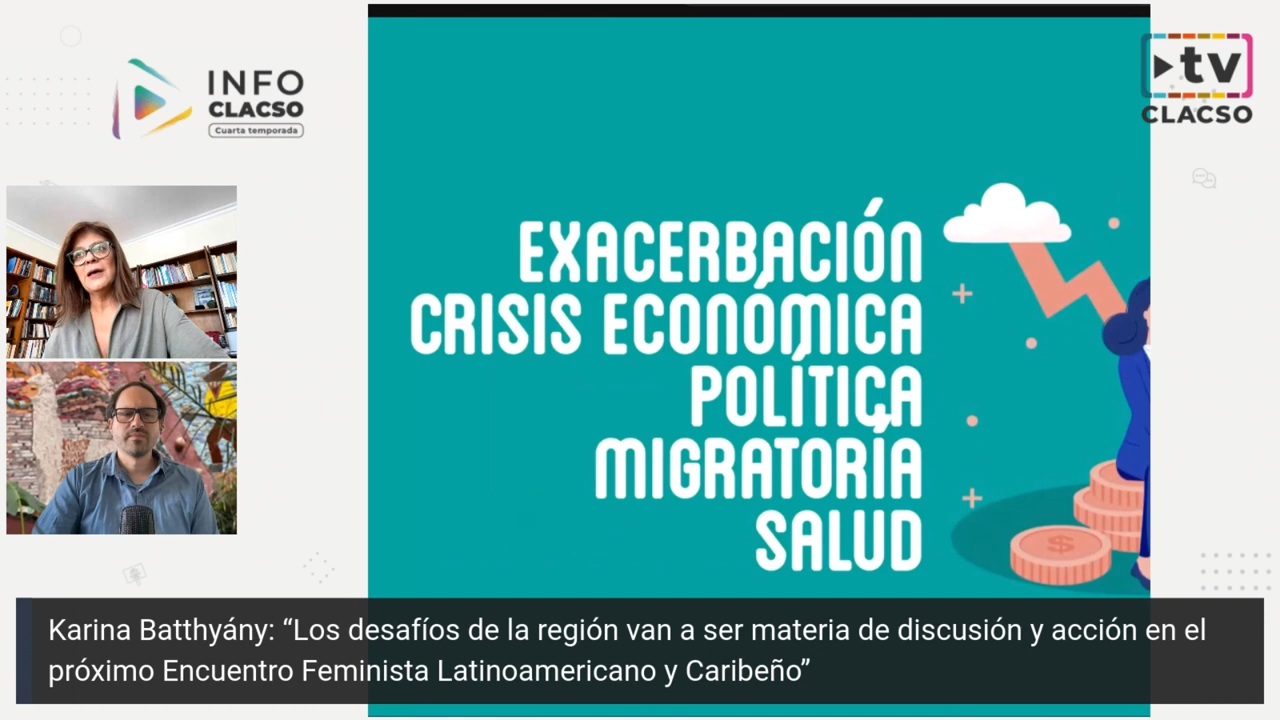 INFO
CLACSO
Cuarta temporada
tv
CLACSO
EXACERBACIÓN
CRISIS ECONÓMICA
POLÍTICA
MIGRATORÍA
SALUD
$
Karina Batthyány: “Los desafíos de la región van a ser materia de discusión y acción en el
próximo Encuentro Feminista Latinoamericano y Caribeño”